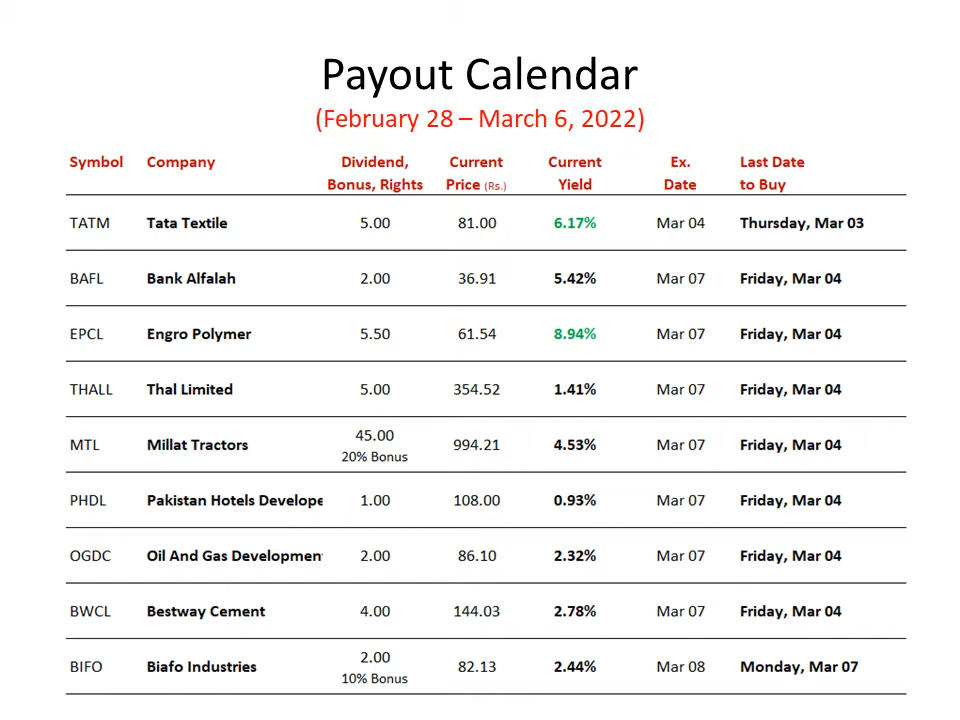 Payout Calendar
(February 28 – March 6, 2022)
Symbol Company Dividend, Bonus, Rights Current Price (Rs.) Current Yield Ex. Date Last Date to Buy
TATM Tata Textile 5.00 81.00 6.17% Mar 04 Thursday, Mar 03
BAFL Bank Alfalah 2.00 36.91 5.42% Mar 07 Friday, Mar 04
EPCL Engro Polymer 5.50 61.54 8.94% Mar 07 Friday, Mar 04
THALL Thal Limited 5.00 354.52 1.41% Mar 07 Friday, Mar 04
MTL Millat Tractors 45.00 20% Bonus 994.21 4.53% Mar 07 Friday, Mar 04
PHDL Pakistan Hotels Develope 1.00 108.00 0.93% Mar 07 Friday, Mar 04
OGDC Oil And Gas Developmen 2.00 86.10 2.32% Mar 07 Friday, Mar 04
BWCL Bestway Cement 4.00 144.03 2.78% Mar 07 Friday, Mar 04
BIFO Biafo Industries 2.00 10% Bonus 82.13 2.44% Mar 08 Monday, Mar 07